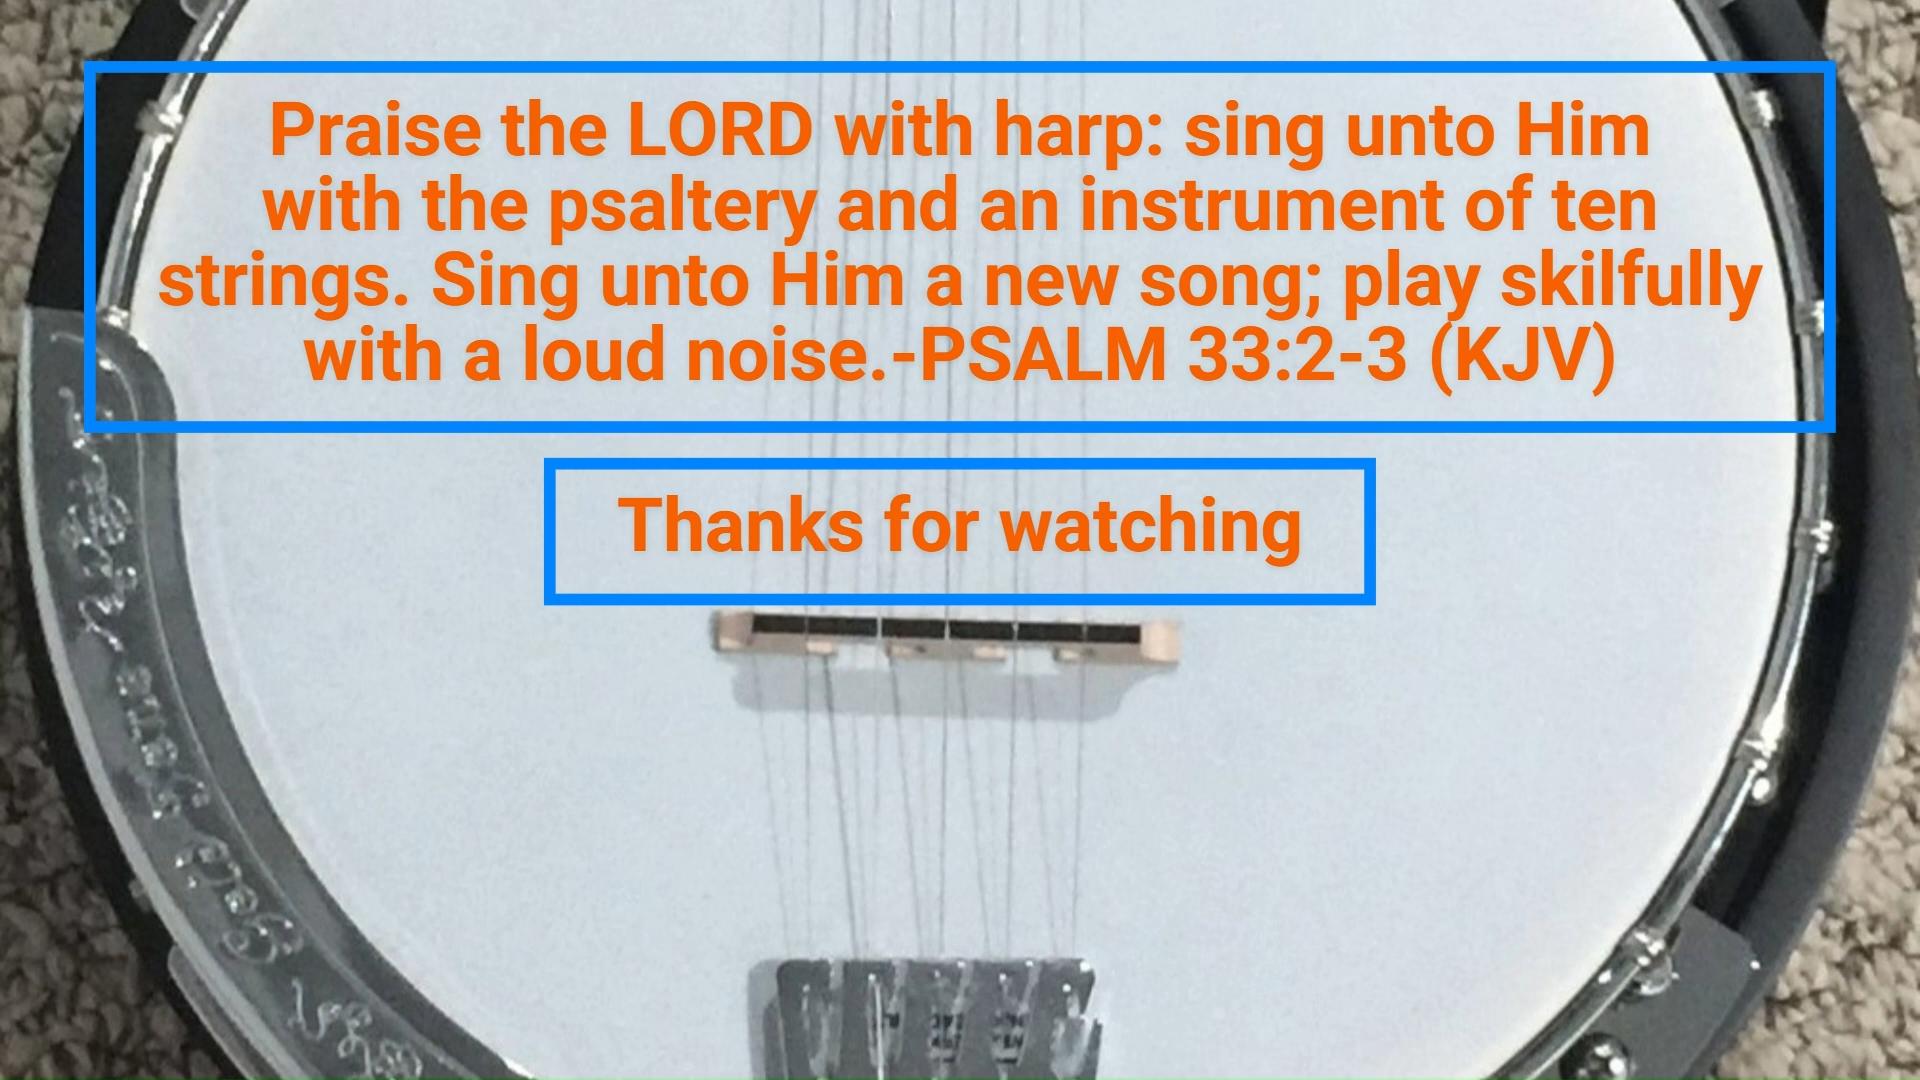 Praise the LORD with harp: sing unto Him
with the psaltery and an instrument of ten
strings. Sing unto Him a new song; play skilfully
with a loud noise.-PSALM 33:2-3 (KJV)
Thanks for watching